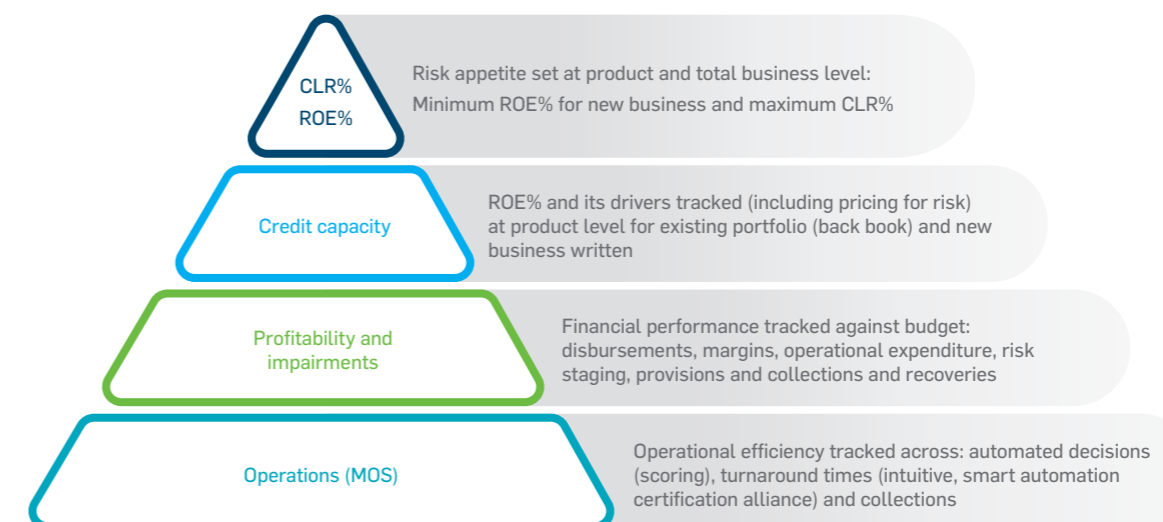 CLR%
ROE%
Risk appetite set at product and total business level:
Minimum ROE% for new business and maximum CLR%
Credit capacity
ROE% and its drivers tracked (including pricing for risk)
at product level for existing portfolio (back book) and new
business written
Profitability and
impairments
Financial performance tracked against budget:
disbursements, margins, operational expenditure, risk
staging, provisions and collections and recoveries
Operations (MOS)
Operational efficiency tracked across: automated decisions
(scoring), turnaround times (intuitive, smart automation
certification alliance) and collections